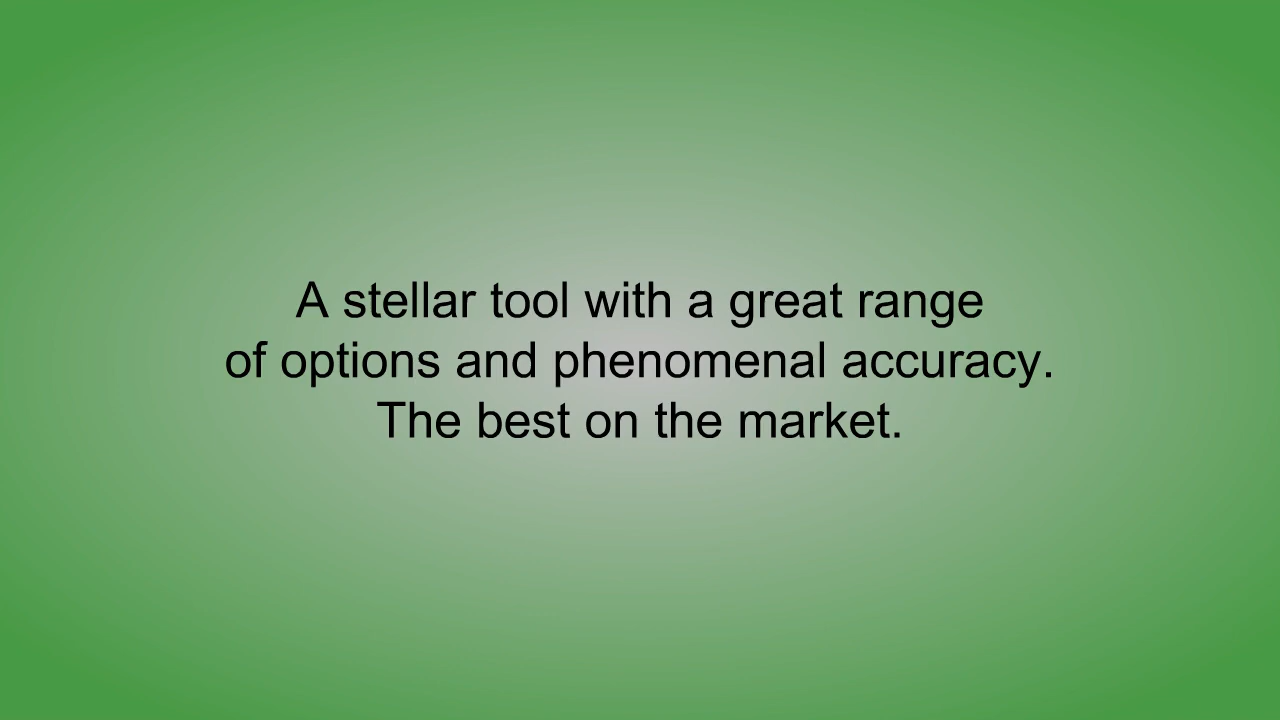 A stellar tool with a great range
of options and phenomenal accuracy.
The best on the market.